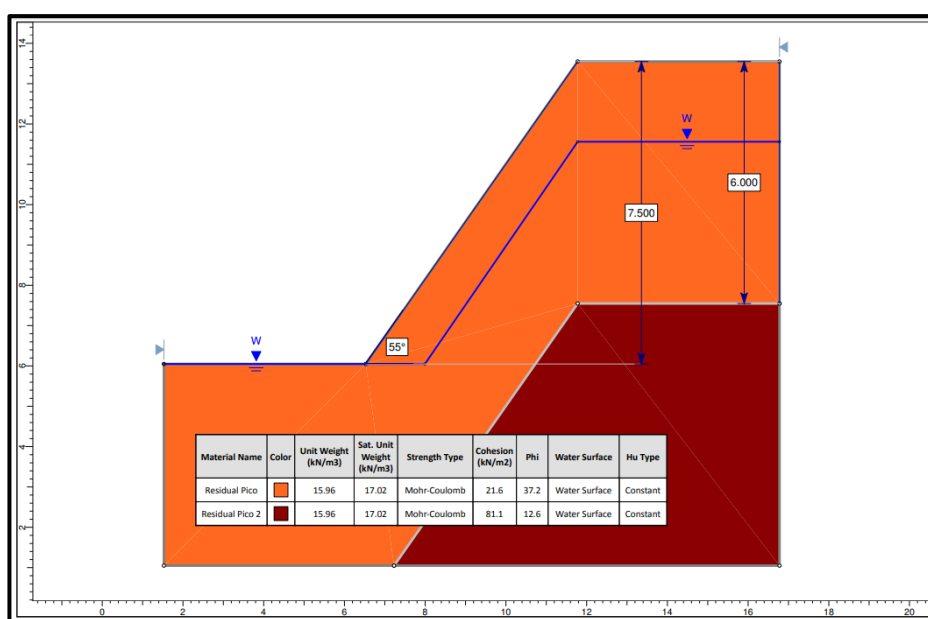 14
12
10
8
6
4
2
W
W
6.000
7.500
55°
Material Name Color Unit Weight (kN/m3) Sat. Unit Weight (kN/m3) Strength Type Cohesion (kN/m2) Phi Water Surface Hu Type
Residual Pico 15.96 17.02 Mohr-Coulomb 21.6 37.2 Water Surface Constant
Residual Pico 2 15.96 17.02 Mohr-Coulomb 81.1 12.6 Water Surface Constant
0 2 4 6 8 10 12 14 16 18 20